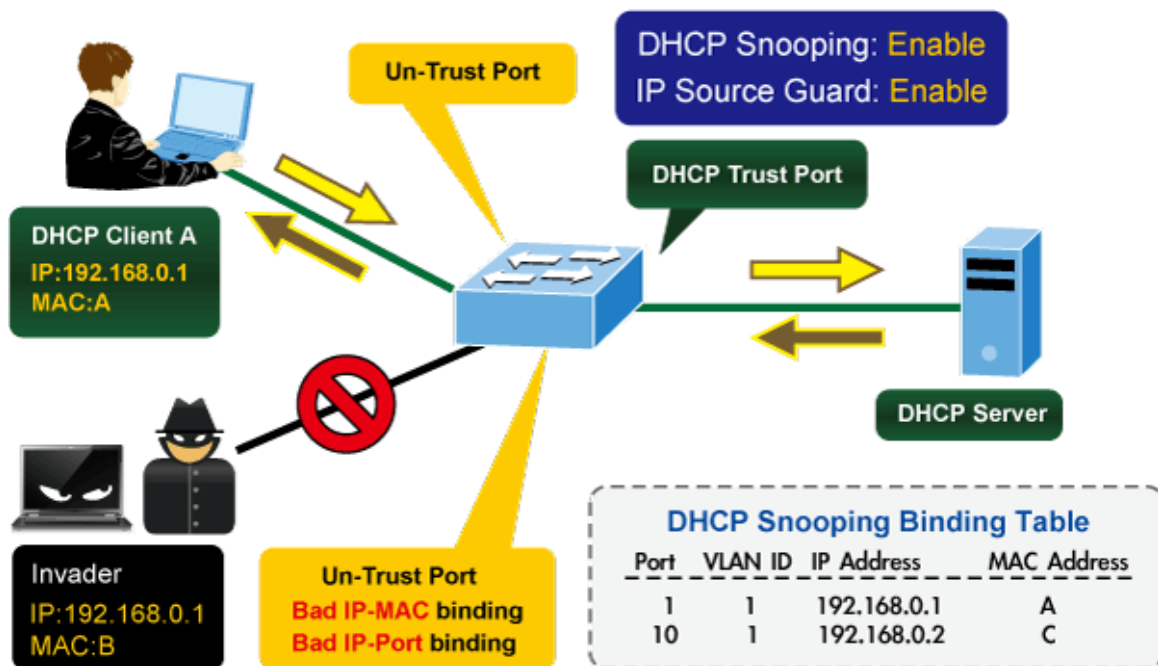 Un-Trust Port
DHCP Snooping: Enable
IP Source Guard: Enable
DHCP Trust Port
DHCP Client A
IP:192.168.0.1
MAC:A
DHCP Server
Invader
IP:192.168.0.1
MAC:B
Un-Trust Port
Bad IP-MAC binding
Bad IP-Port binding
DHCP Snooping Binding Table
Port VLAN ID IP Address MAC Address
1 1 192.168.0.1 A
10 1 192.168.0.2 C